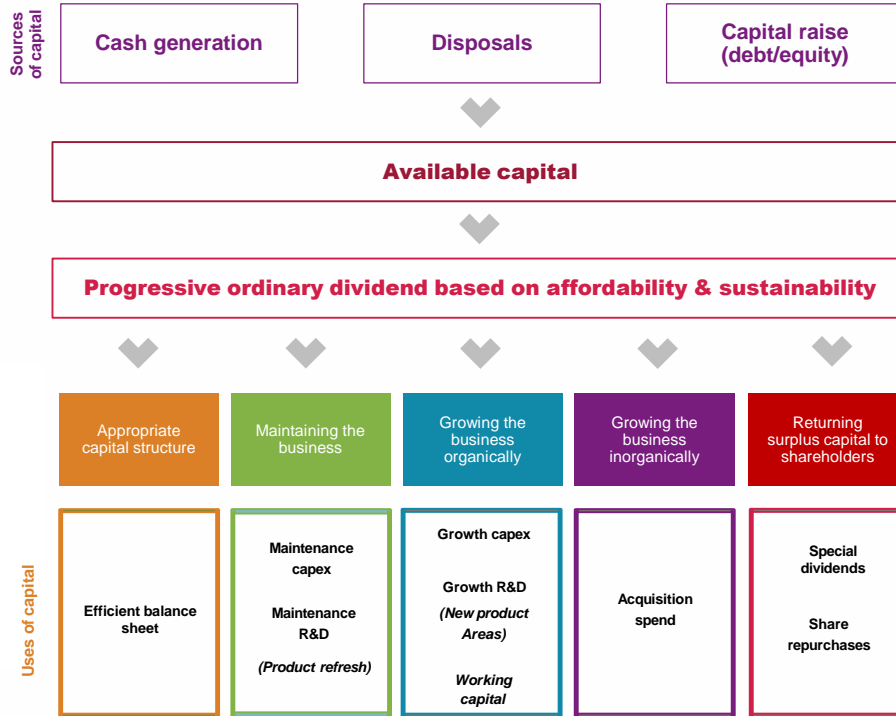 Sources
of capital
Cash generation
Disposals
Capital raise
(debt/equity)
Available capital
Progressive ordinary dividend based on affordability & sustainability
Appropriate
capital structure
Maintaining the
business
Growing the
business
organically
Growing the
business
inorganically
Returning
surplus capital to
shareholders
Uses of capital
Efficient balance
sheet
Maintenance
capex
Maintenance
R&D
(Product refresh)
Growth capex
Growth R&D
(New product
Areas)
Working
capital
Acquisition
spend
Special
dividends
Share
repurchases